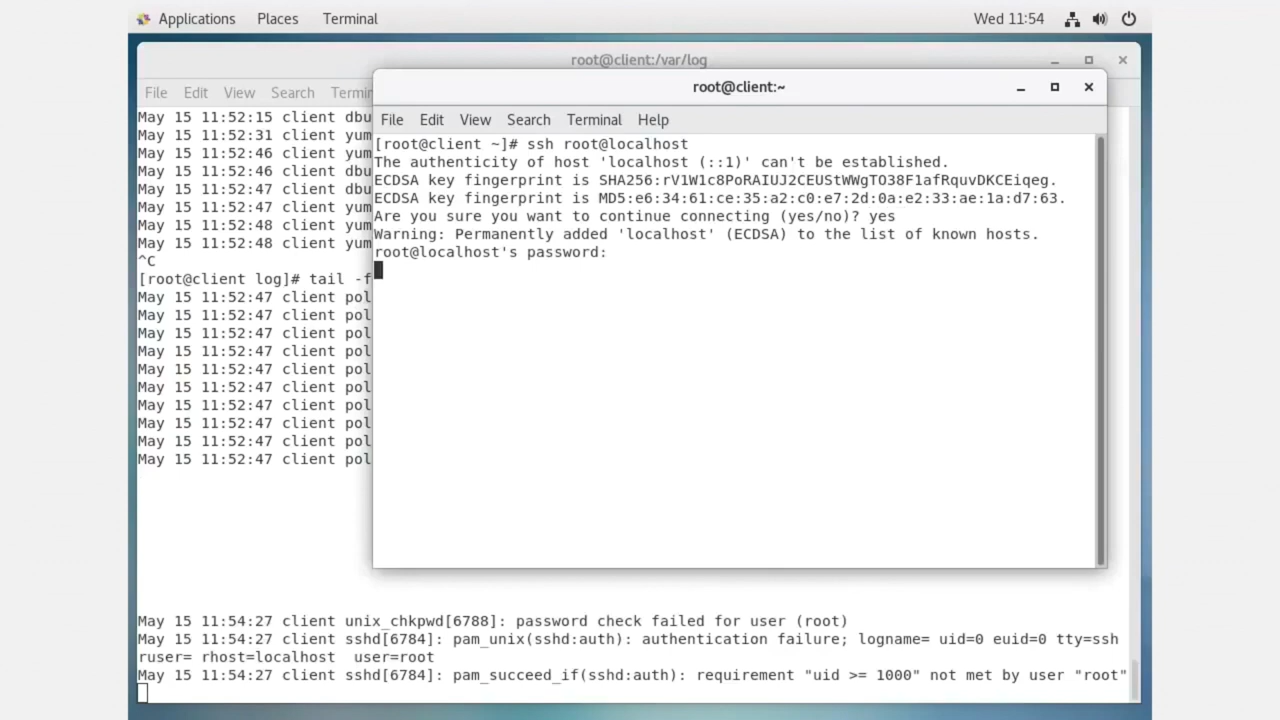 Applications Places Terminal Wed 11:54
root@client:/var/log
File Edit View Search Termin
May 15 11:52:15 client dbu
May 15 11:52:31 client yum
May 15 11:52:46 client yum
May 15 11:52:46 client dbu
May 15 11:52:47 client dbu
May 15 11:52:47 client yum
May 15 11:52:48 client yum
May 15 11:52:48 client yum
^C
[root@client log]# tail -f
May 15 11:52:47 client pol
May 15 11:52:47 client pol
May 15 11:52:47 client pol
May 15 11:52:47 client pol
May 15 11:52:47 client pol
May 15 11:52:47 client pol
May 15 11:52:47 client pol
May 15 11:52:47 client pol
May 15 11:52:47 client pol
May 15 11:52:47 client pol
root@client:~
File Edit View Search Terminal Help
[root@client ~]# ssh root@localhost
The authenticity of host 'localhost (::1)' can't be established.
ECDSA key fingerprint is SHA256:rV1W1c8PoRAIUJ2CEUStWWgTO38F1afRquvDKCEiqeg.
ECDSA key fingerprint is MD5:e6:34:61:ce:35:a2:c0:e7:2d:0a:e2:33:ae:1a:d7:63.
Are you sure you want to continue connecting (yes/no)? yes
Warning: Permanently added 'localhost' (ECDSA) to the list of known hosts.
root@localhost's password:
May 15 11:54:27 client unix_chkpwd[6788]: password check failed for user (root)
May 15 11:54:27 client sshd[6784]: pam_unix(sshd:auth): authentication failure; logname= uid=0 euid=0 tty=ssh
ruser= rhost=localhost  user=root
May 15 11:54:27 client sshd[6784]: pam_succeed_if(sshd:auth): requirement "uid >= 1000" not met by user "root"